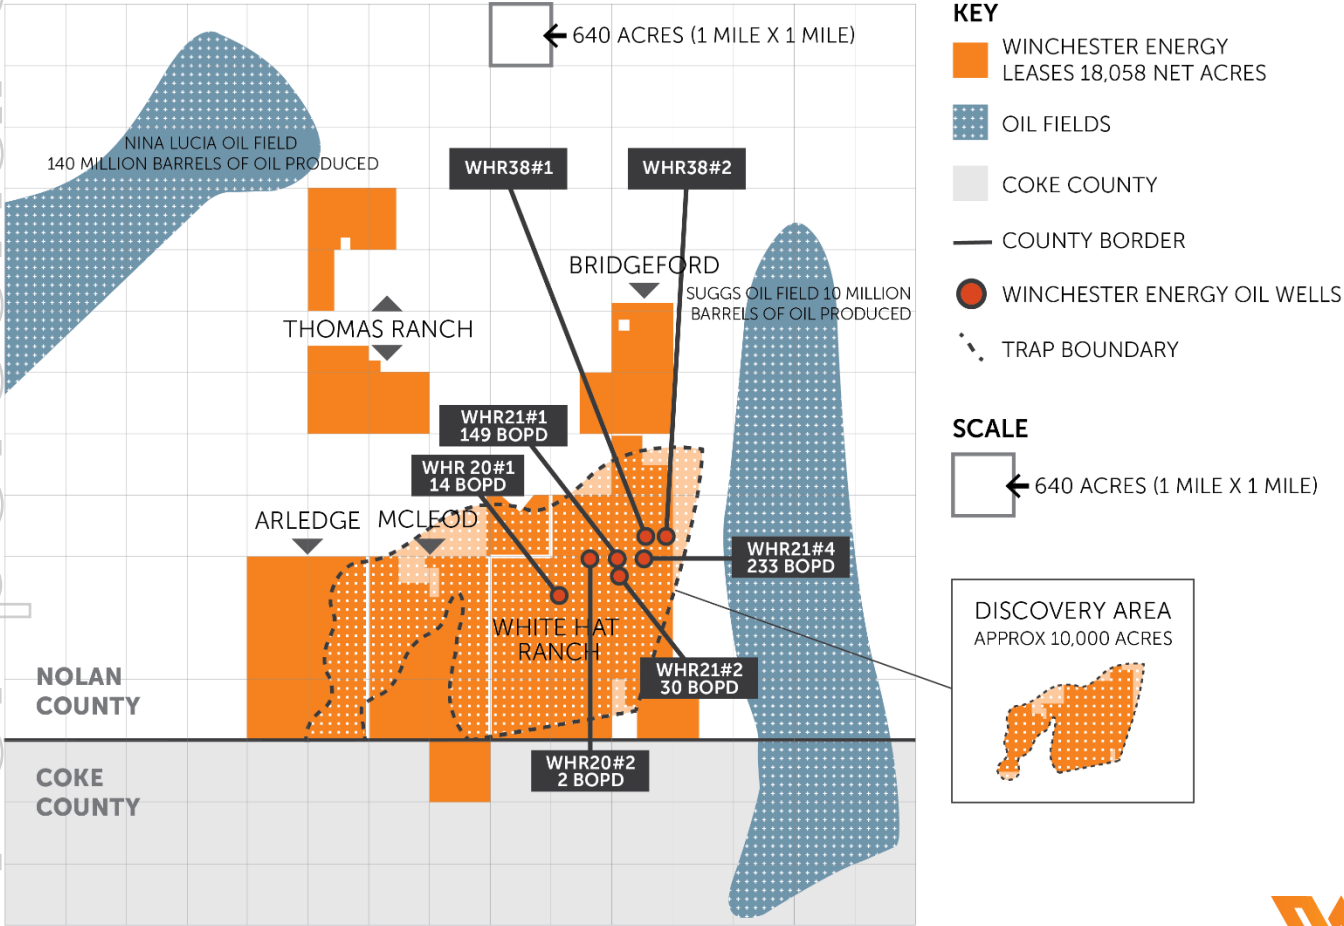 640 ACRES (1 MILE X 1 MILE)
NINA LUCIA OIL FIELD
140 MILLION BARRELS OF OIL PRODUCED
WHR38#1
WHR38#2
BRIDGEFORD
SUGGS OIL FIELD 10 MILLION
BARRELS OF OIL PRODUCED
THOMAS RANCH
WHR21#1
149 BOPD
WHR 20#1
14 BOPD
ARLEDGE
MCLEOD
WHR21#4
233 BOPD
WHITE HAT
RANCH
WHR21#2
30 BOPD
NOLAN
COUNTY
WHR20#2
2 BOPD
COKE
COUNTY
KEY
WINCHESTER ENERGY
LEASES 18,058 NET ACRES
OIL FIELDS
COKE COUNTY
COUNTY BORDER
WINCHESTER ENERGY OIL WELLS
TRAP BOUNDARY
SCALE
640 ACRES (1 MILE X 1 MILE)
DISCOVERY AREA
APPROX 10,000 ACRES